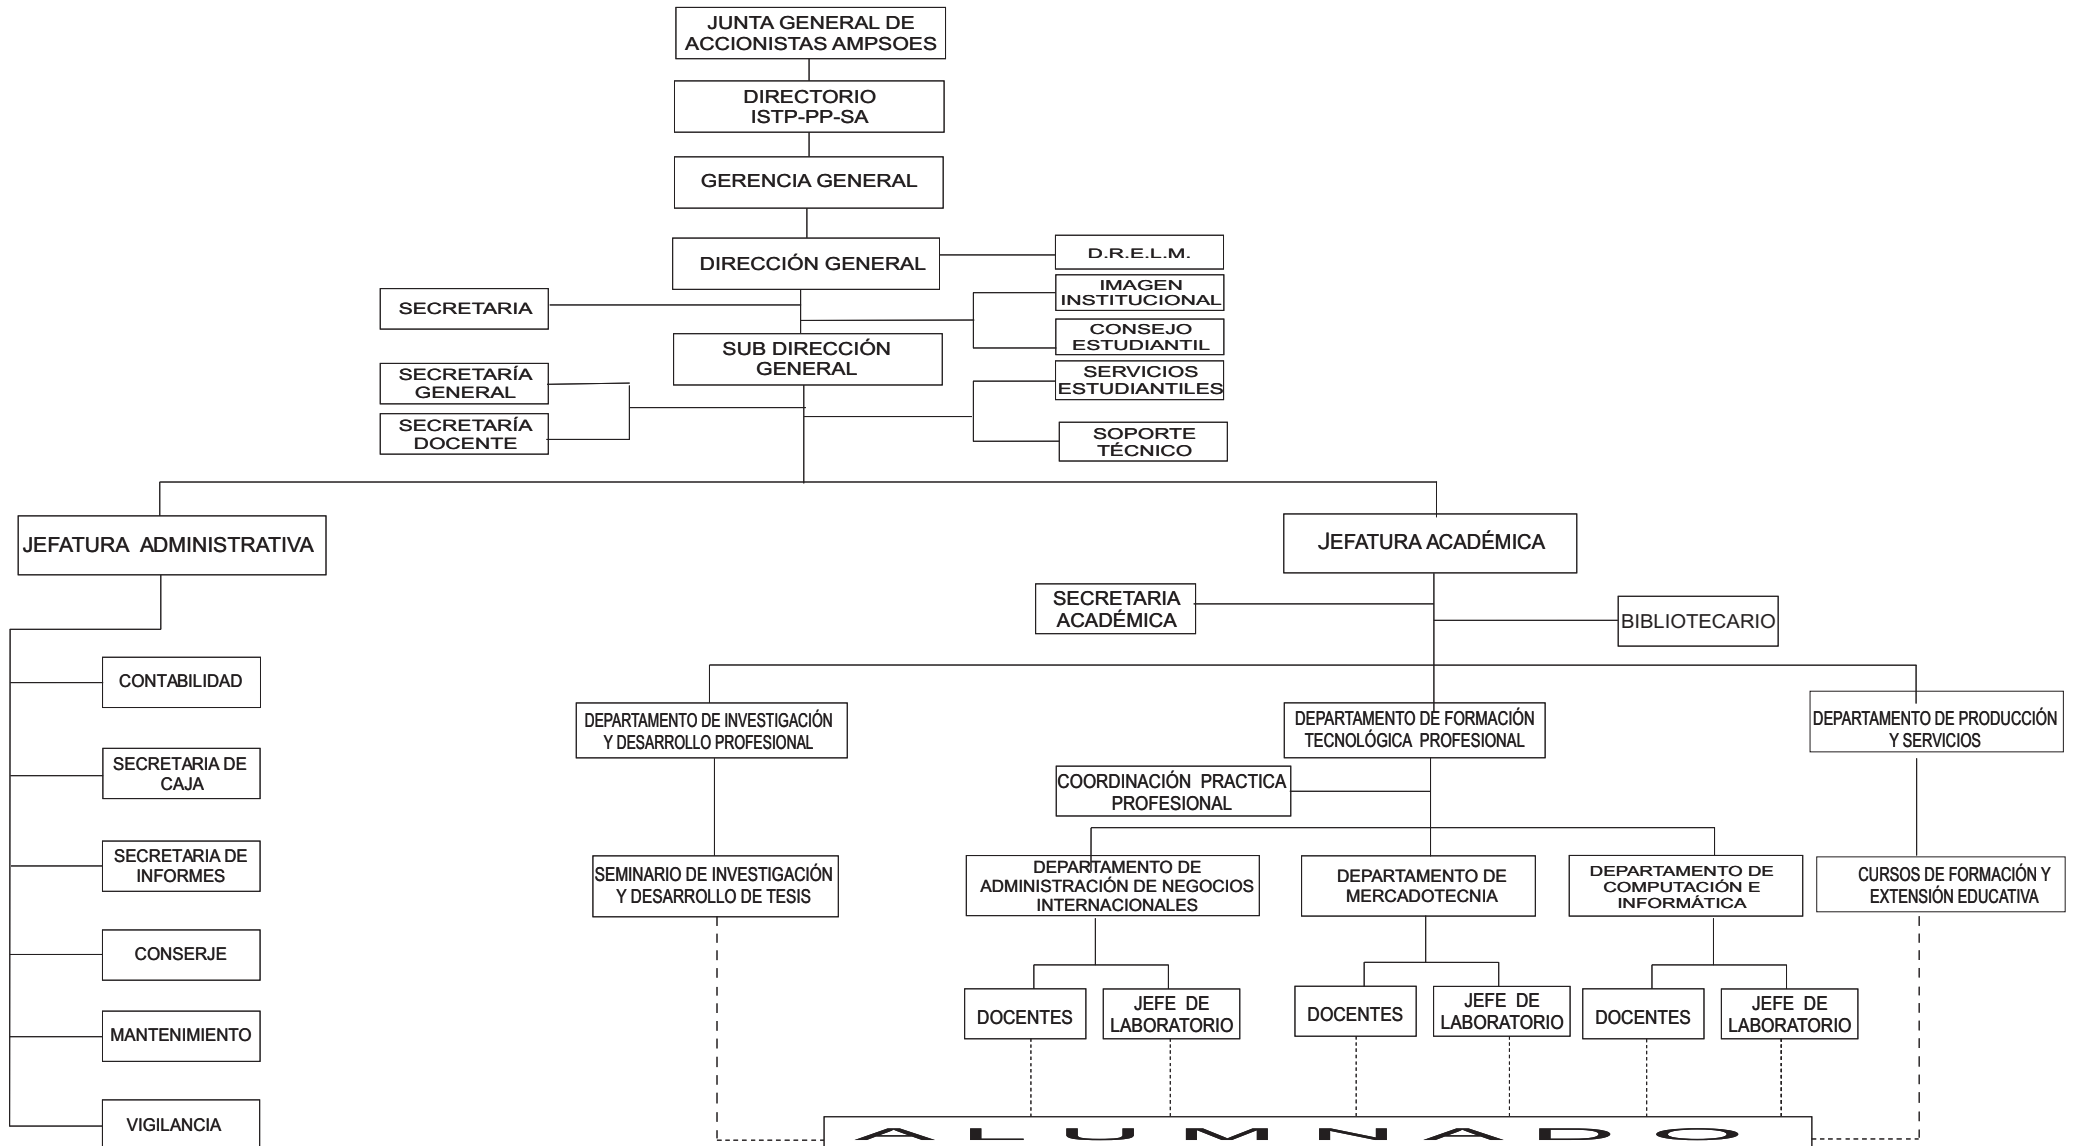 JUNTA GENERAL DE
ACCIONISTAS AMPSOES
DIRECTORIO
ISTP-PP-SA
GERENCIA GENERAL
DIRECCIÓN GENERAL
D.R.E.L.M.
IMAGEN
INSTITUCIONAL
SECRETARIA
CONSEJO
ESTUDIANTIL
SUB DIRECCIÓN
GENERAL
SECRETARÍA
GENERAL
SERVICIOS
ESTUDIANTILES
SECRETARÍA
DOCENTE
SOPORTE
TÉCNICO
JEFATURA ADMINISTRATIVA
JEFATURA ACADÉMICA
SECRETARIA
ACADÉMICA
BIBLIOTECARIO
CONTABILIDAD
SECRETARIA DE
CAJA
SECRETARIA DE
INFORMES
CONSERJE
MANTENIMIENTO
VIGILANCIA
DEPARTAMENTO DE INVESTIGACIÓN
Y DESARROLLO PROFESIONAL
DEPARTAMENTO DE FORMACIÓN
TECNOLÓGICA PROFESIONAL
DEPARTAMENTO DE PRODUCCIÓN
Y SERVICIOS
COORDINACIÓN PRACTICA
PROFESIONAL
SEMINARIO DE INVESTIGACIÓN
Y DESARROLLO DE TESIS
DEPARTAMENTO DE
ADMINISTRACIÓN DE NEGOCIOS
INTERNACIONALES
DEPARTAMENTO DE
MERCADOTECNIA
DEPARTAMENTO DE
COMPUTACIÓN E
INFORMÁTICA
CURSOS DE FORMACIÓN Y
EXTENSIÓN EDUCATIVA
DOCENTES
JEFE DE
LABORATORIO
DOCENTES
JEFE DE
LABORATORIO
DOCENTES
JEFE DE
LABORATORIO
ALUMNADO